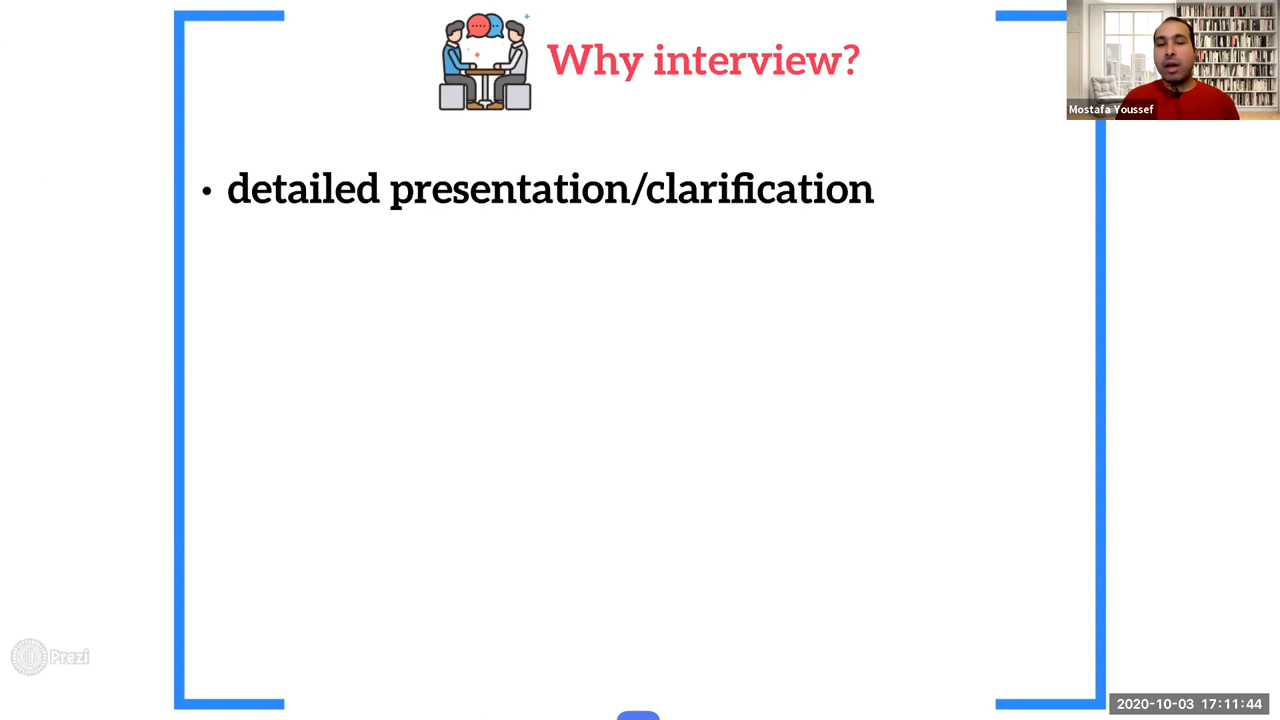 Why interview?
Mostafa Youssef
• detailed presentation/clarification
Prezi
2020-10-03 17:11:44